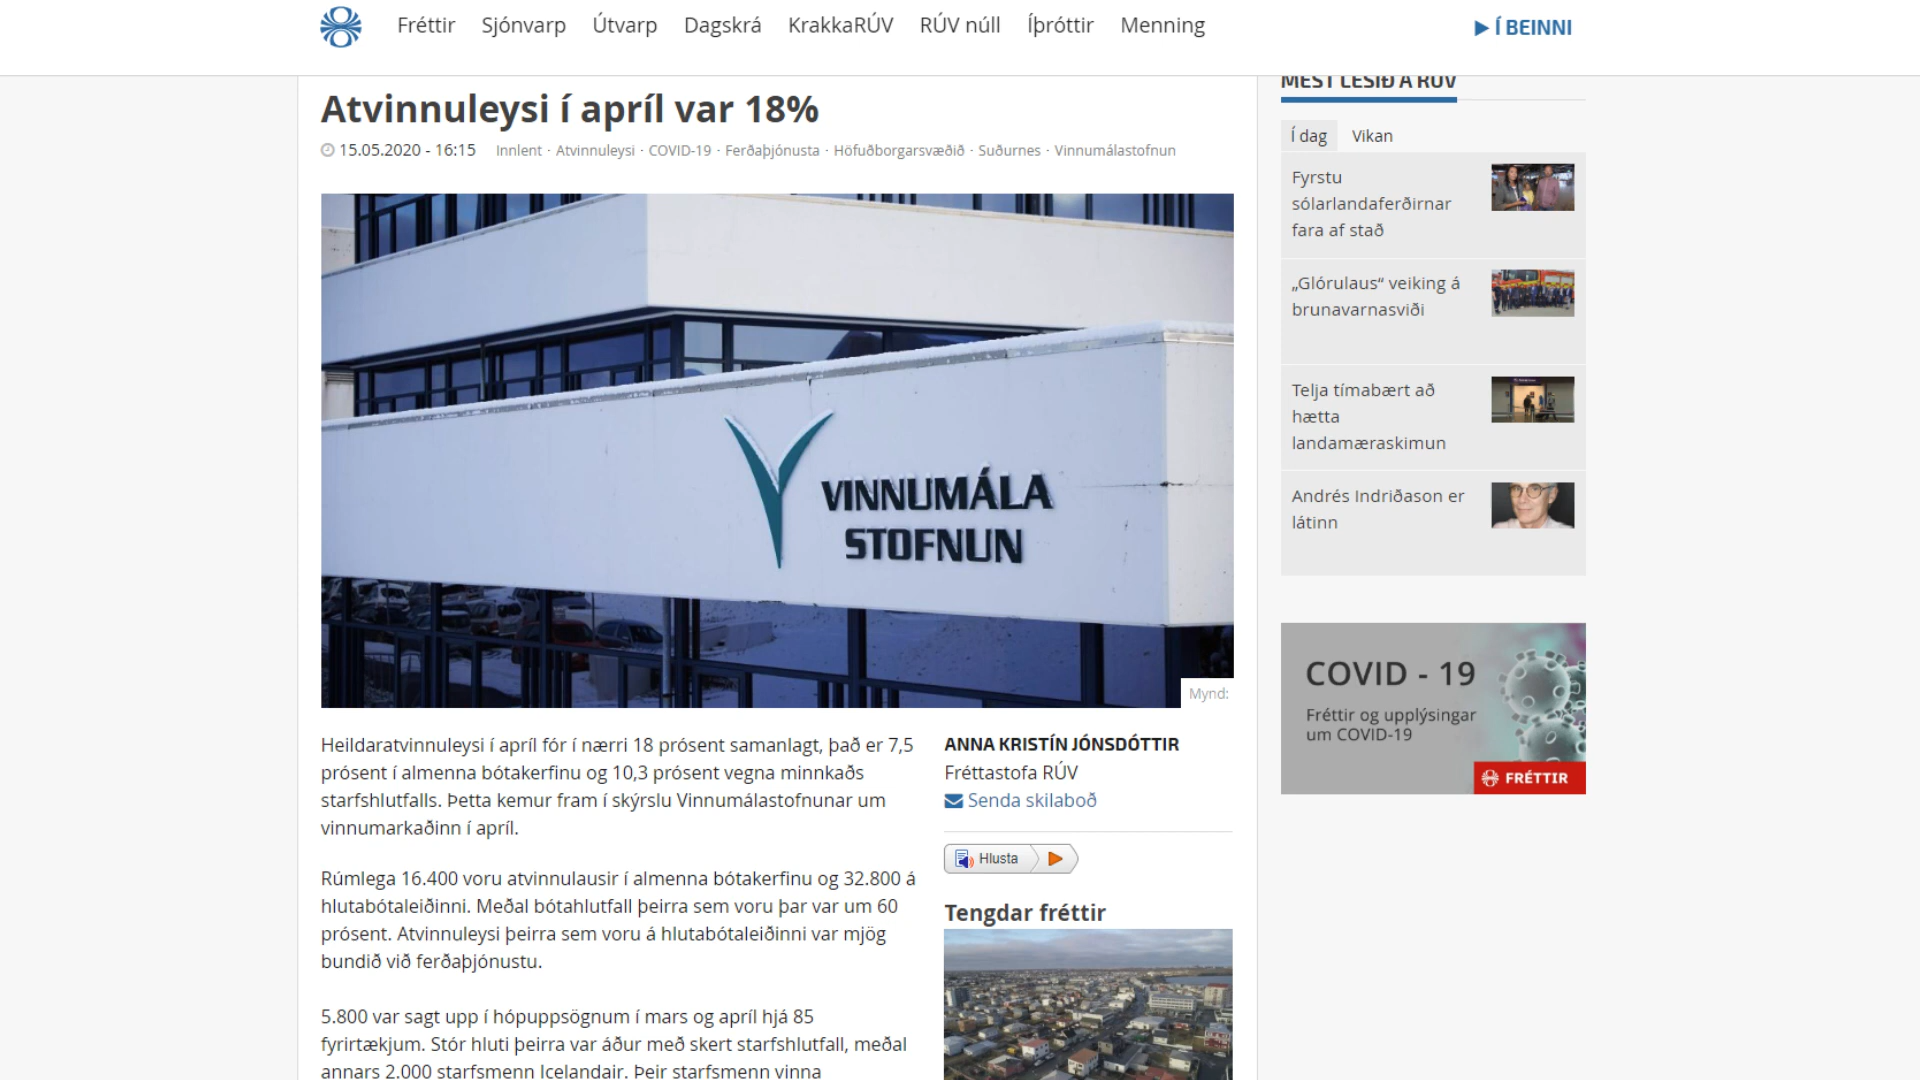 Fréttir Sjónvarp Útvarp Dagskrá KrakkaRÚV RÚV núll Íþróttir Menning
Í BEINNI
Atvinnuleysi í apríl var 18%
15.05.2020 - 16:15 Innlent · Atvinnuleysi · COVID-19 · Ferðaþjónusta · Höfuðborgarsvæðið · Suðurnes · Vinnumálastofnun
VINNUMÁLA
STOFNUN
Mynd:
Heildaratvinnuleysi í apríl fór í nærri 18 prósent samanlagt, það er 7,5
prósent í almenna bótakerfinu og 10,3 prósent vegna minnkaðs
starfshlutfalls. Þetta kemur fram í skýrslu Vinnumálastofnunar um
vinnumarkaðinn í apríl.
Rúmlega 16.400 voru atvinnulausir í almenna bótakerfinu og 32.800 á
hlutabótaleiðinni. Meðal bótahlutfall þeirra sem voru þar var um 60
prósent. Atvinnuleysi þeirra sem voru á hlutabótaleiðinni var mjög
bundið við ferðaþjónustu.
5.800 var sagt upp í hópuppsögnum í mars og apríl hjá 85
fyrirtækjum. Stór hluti þeirra var áður með skert starfshlutfall, meðal
annars 2.000 starfsmenn Icelandair. Þeir starfsmenn vinna
ANNA KRISTÍN JÓNSDÓTTIR
Fréttastofa RÚV
Senda skilaboð
Hlusta
Tengdar fréttir
MEST LESIÐ Á RÚV
Í dag Vikan
Fyrstu
sólarlandaferðirnar
fara af stað
„Glórulaus“ veiking á
brunavarnasviði
Telja tímabært að
hætta
landamæraskimun
Andrés Indriðason er
látinn
COVID - 19
Fréttir og upplýsingar
um COVID-19
FRÉTTIR